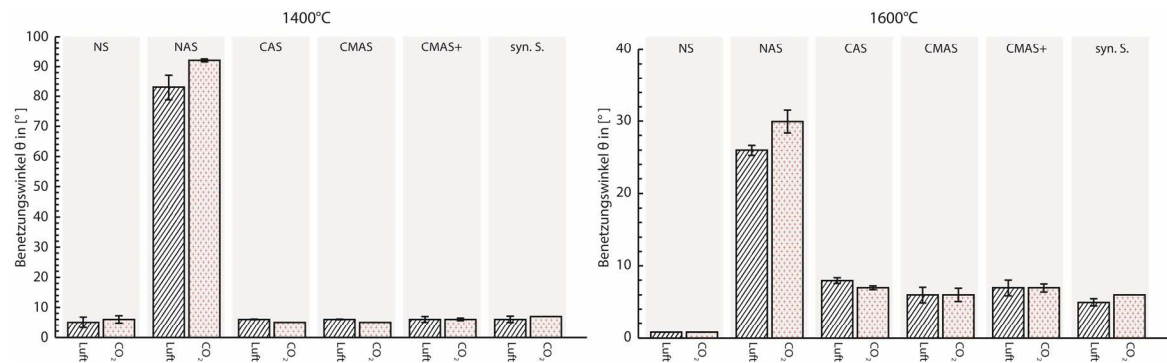 1400°C
NS NAS CAS CMAS CMAS+ syn. S.
Benetzungswinkel θ in [°]
100
90
80
70
60
50
40
30
20
10
0
Luft CO₂ Luft CO₂ Luft CO₂ Luft CO₂ Luft CO₂ Luft CO₂
1600°C
NS NAS CAS CMAS CMAS+ syn. S.
Benetzungswinkel θ in [°]
40
30
20
10
0
Luft CO₂ Luft CO₂ Luft CO₂ Luft CO₂ Luft CO₂ Luft CO₂